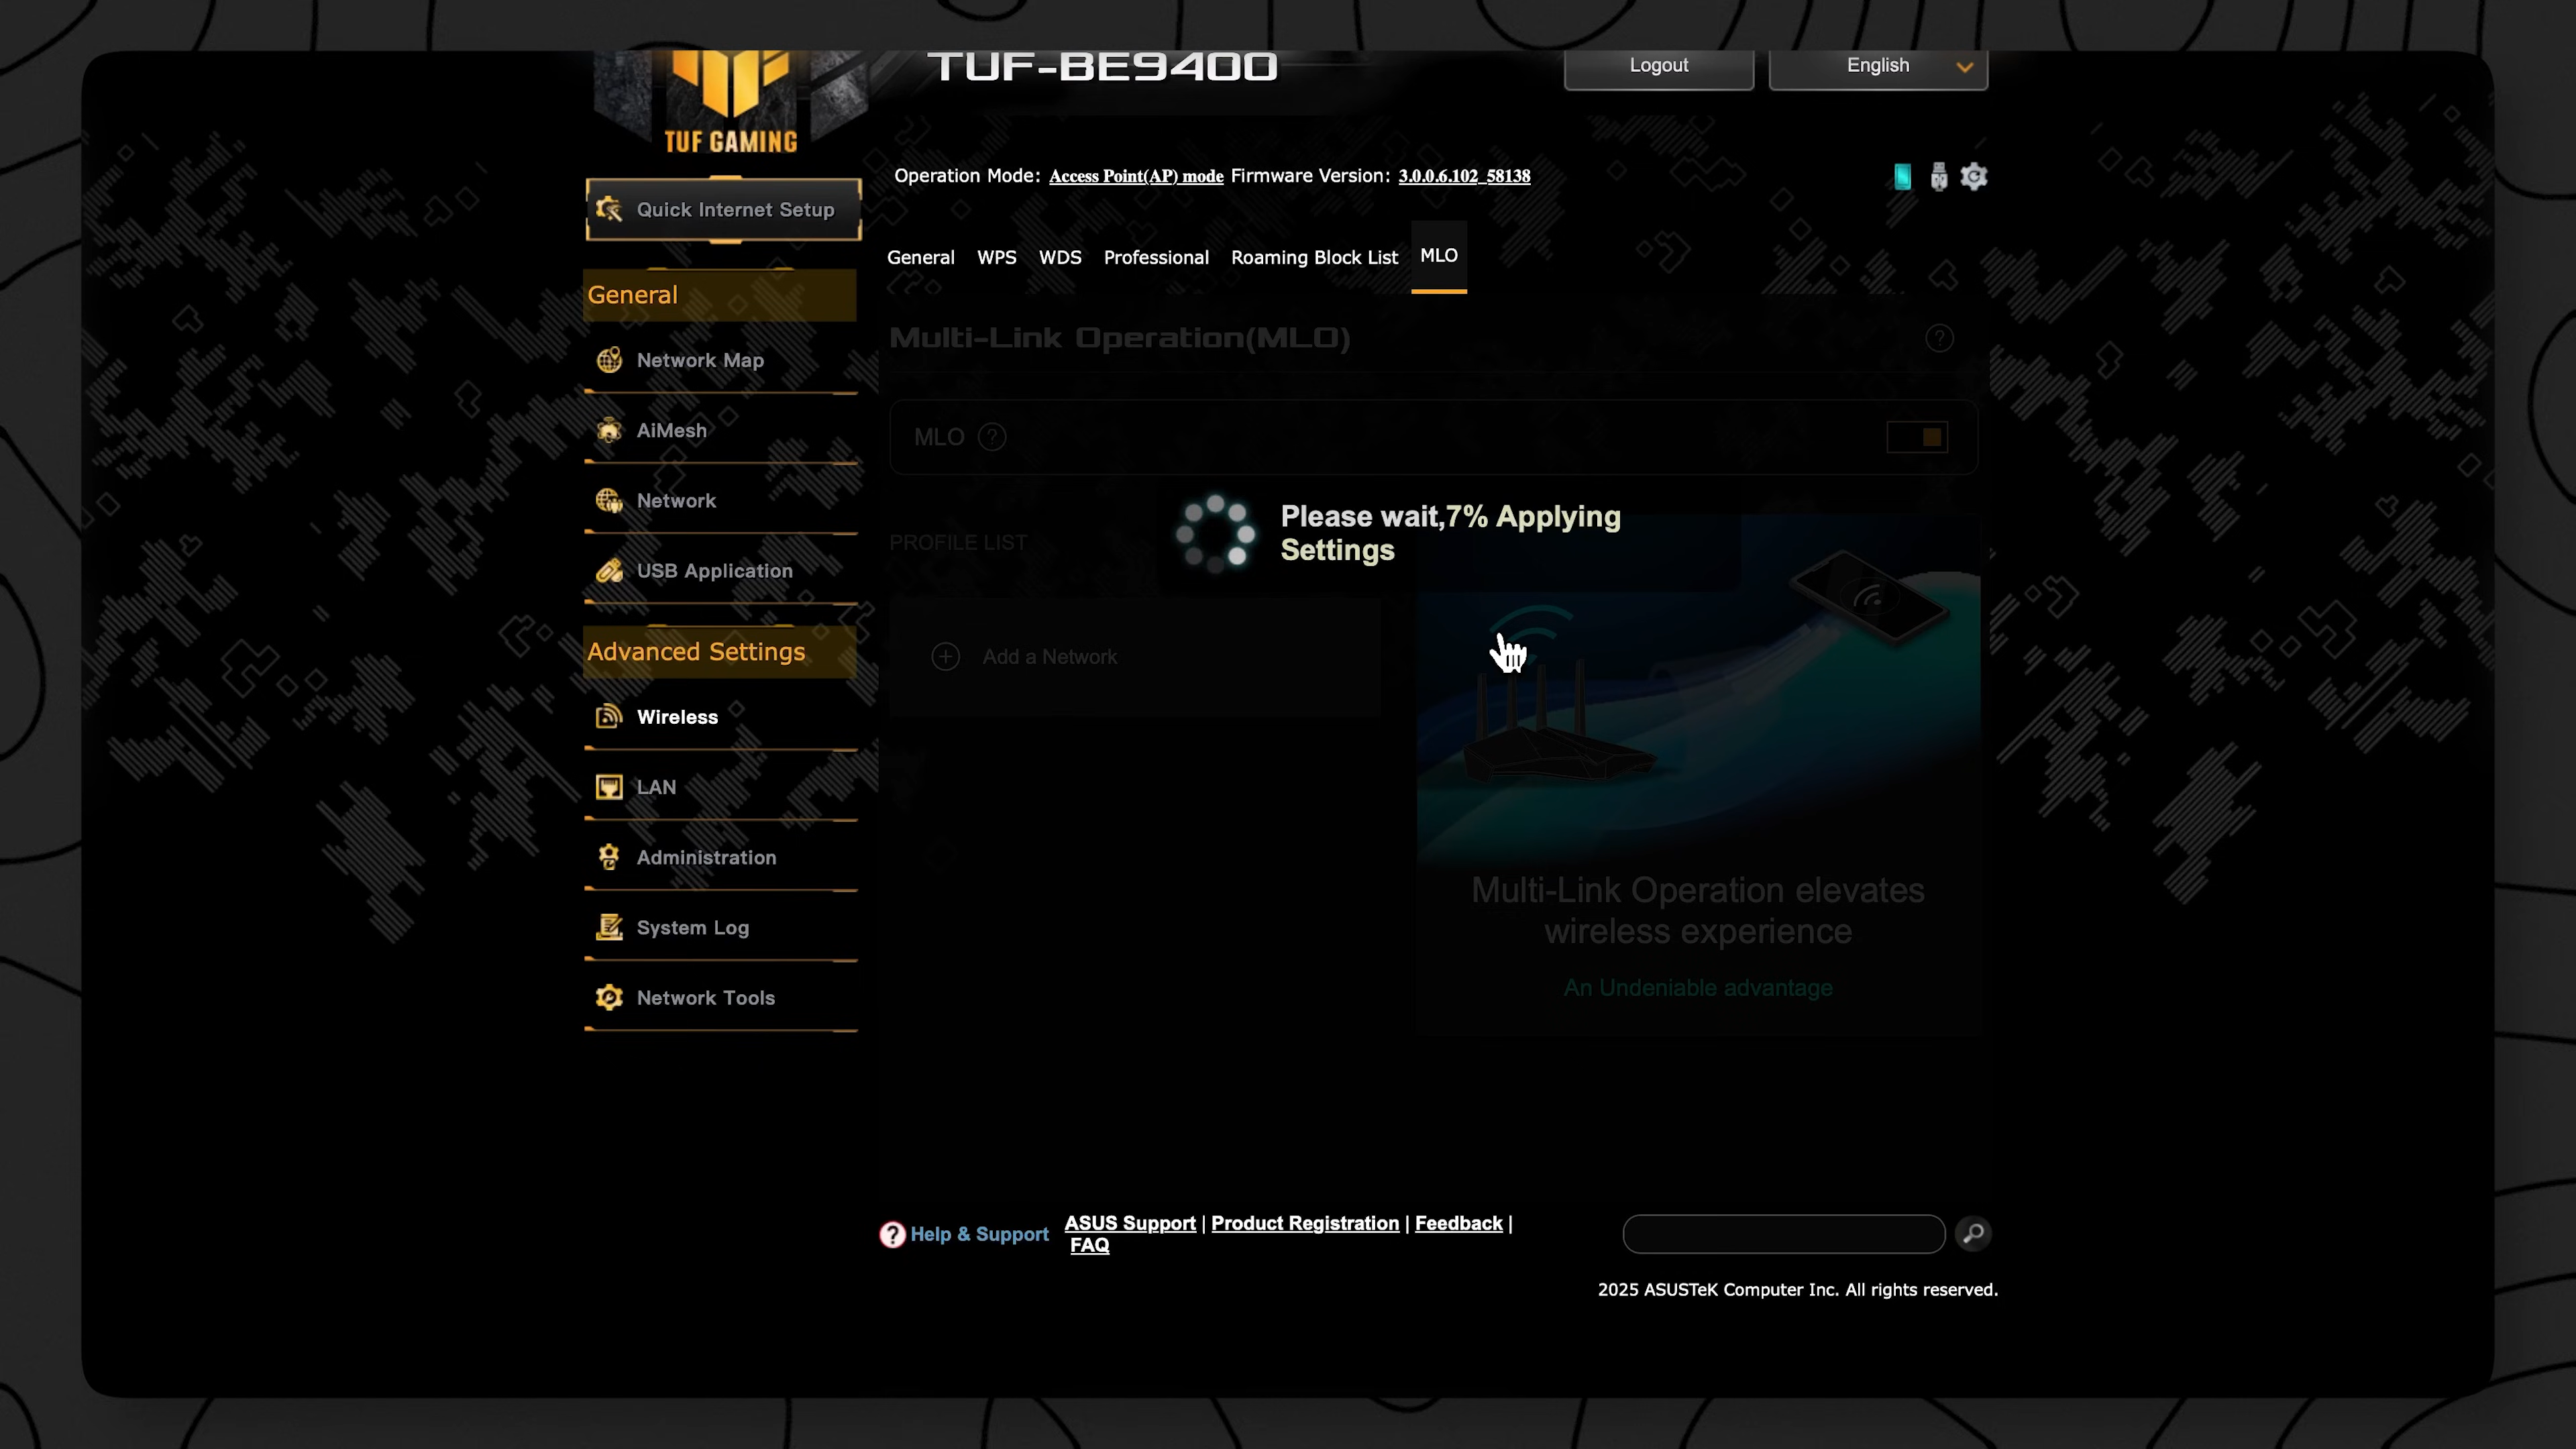 TUF-BE9400
Logout
English
TUF GAMING
Operation Mode: Access Point(AP) mode Firmware Version: 3.0.0.6.102_58138
Quick Internet Setup
General WPS WDS Professional Roaming Block List MLO
General
Network Map
AiMesh
Network
USB Application
Advanced Settings
Wireless
LAN
Administration
System Log
Network Tools
Multi-Link Operation(MLO)
?
MLO ?
Please wait,7% Applying
Settings
PROFILE LIST
Add a Network
Multi-Link Operation elevates
wireless experience
An Undeniable advantage
? Help & Support
ASUS Support | Product Registration | Feedback |
FAQ
2025 ASUSTeK Computer Inc. All rights reserved.